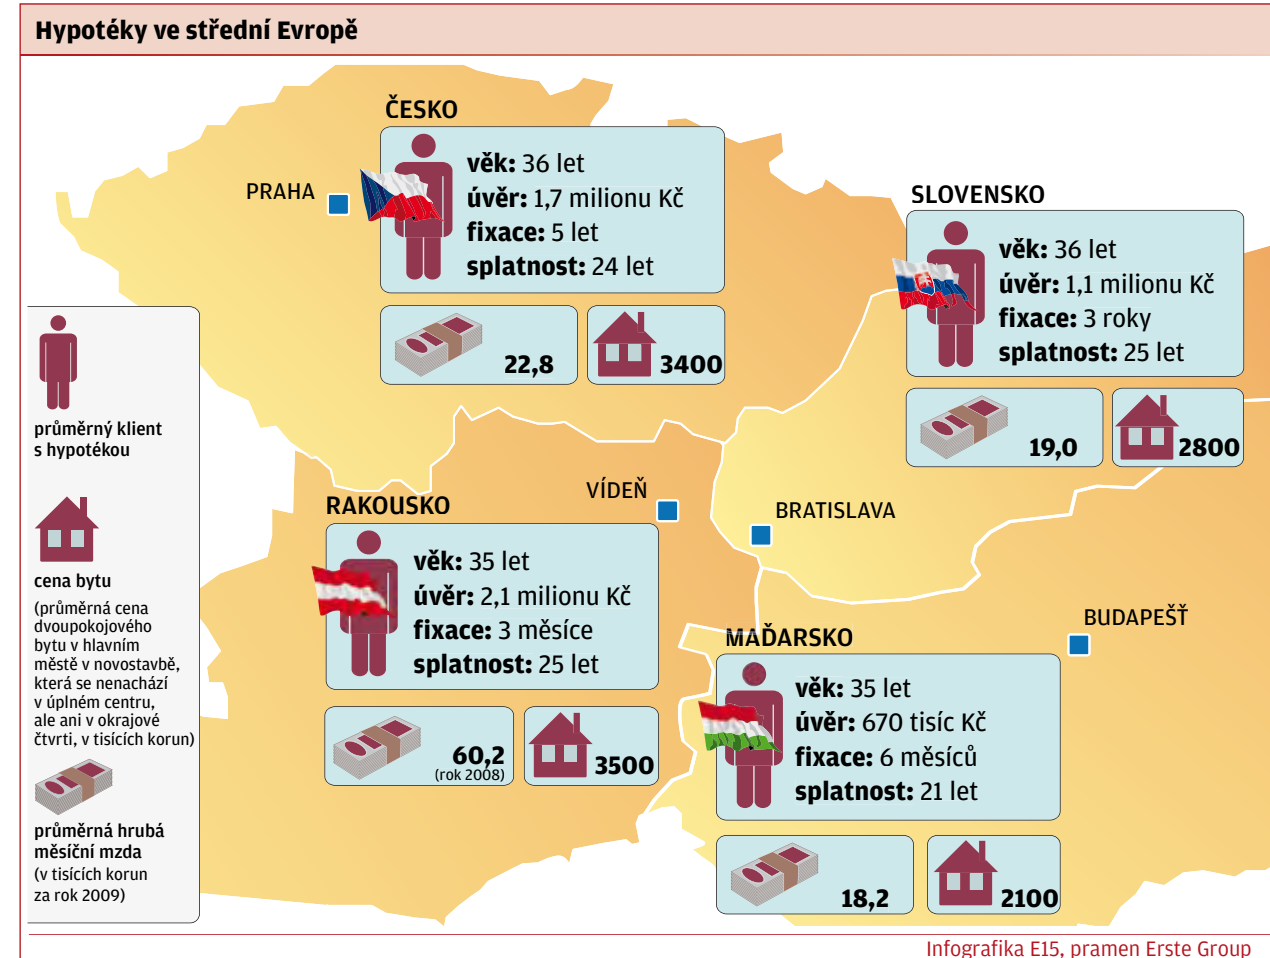 Hypotéky ve střední Evropě
ČESKO
PRAHA
věk: 36 let
úvěr: 1,7 milionu Kč
fixace: 5 let
splatnost: 24 let
22,8
3400
SLOVENSKO
věk: 36 let
úvěr: 1,1 milionu Kč
fixace: 3 roky
splatnost: 25 let
19,0
2800
BRATISLAVA
průměrný klient
s hypotékou
cena bytu
(průměrná cena
dvoupokojového
bytu v hlavním
městě v novostavbě,
která se nenachází
v úplném centru,
ale ani v okrajové
čtvrti, v tisících korun)
průměrná hrubá
měsíční mzda
(v tisících korun
za rok 2009)
VÍDEŇ
RAKOUSKO
věk: 35 let
úvěr: 2,1 milionu Kč
fixace: 3 měsíce
splatnost: 25 let
60,2
(rok 2008)
3500
BUDAPEŠŤ
MAĎARSKO
věk: 35 let
úvěr: 670 tisíc Kč
fixace: 6 měsíců
splatnost: 21 let
18,2
2100
Infografika E15, pramen Erste Group